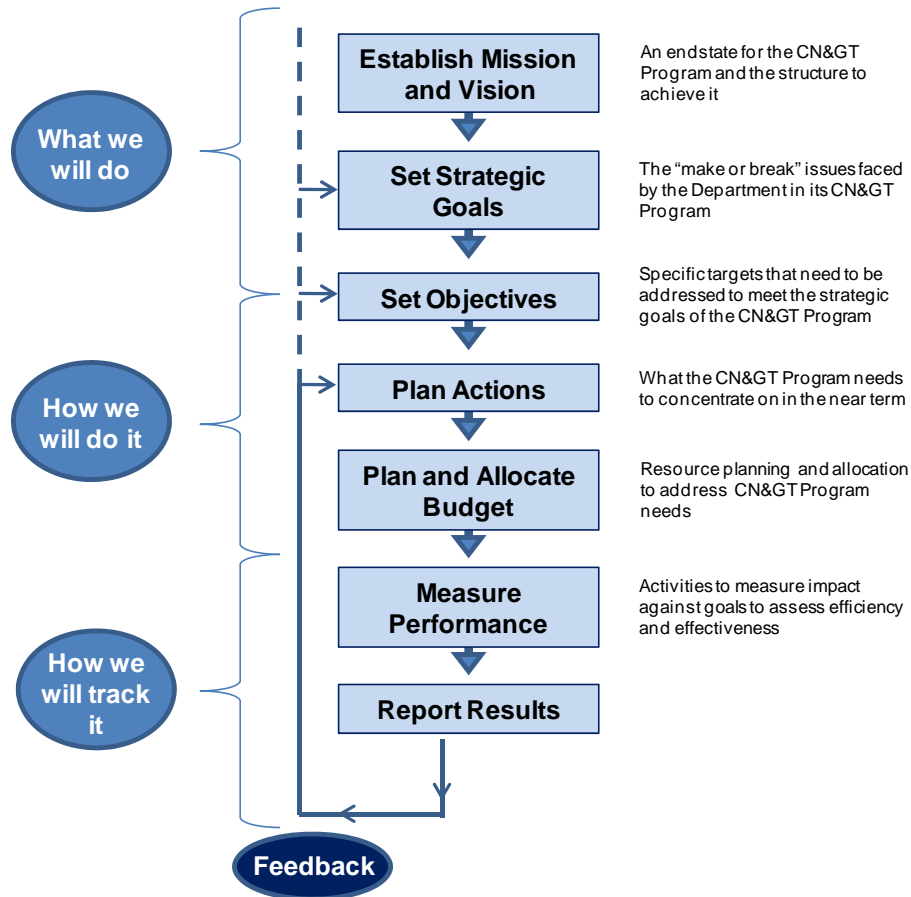 Establish Mission
and Vision
An endstate for the CN&GT
Program and the structure to
achieve it
What we
will do
Set Strategic
Goals
The “make or break” issues faced
by the Department in its CN&GT
Program
Set Objectives
Specific targets that need to be
addressed to meet the strategic
goals of the CN&GT Program
How we
will do it
Plan Actions
What the CN&GT Program needs
to concentrate on in the near term
Plan and Allocate
Budget
Resource planning and allocation
to address CN&GT Program
needs
Measure
Performance
Activities to measure impact
against goals to assess efficiency
and effectiveness
How we
will track
it
Report Results
Feedback